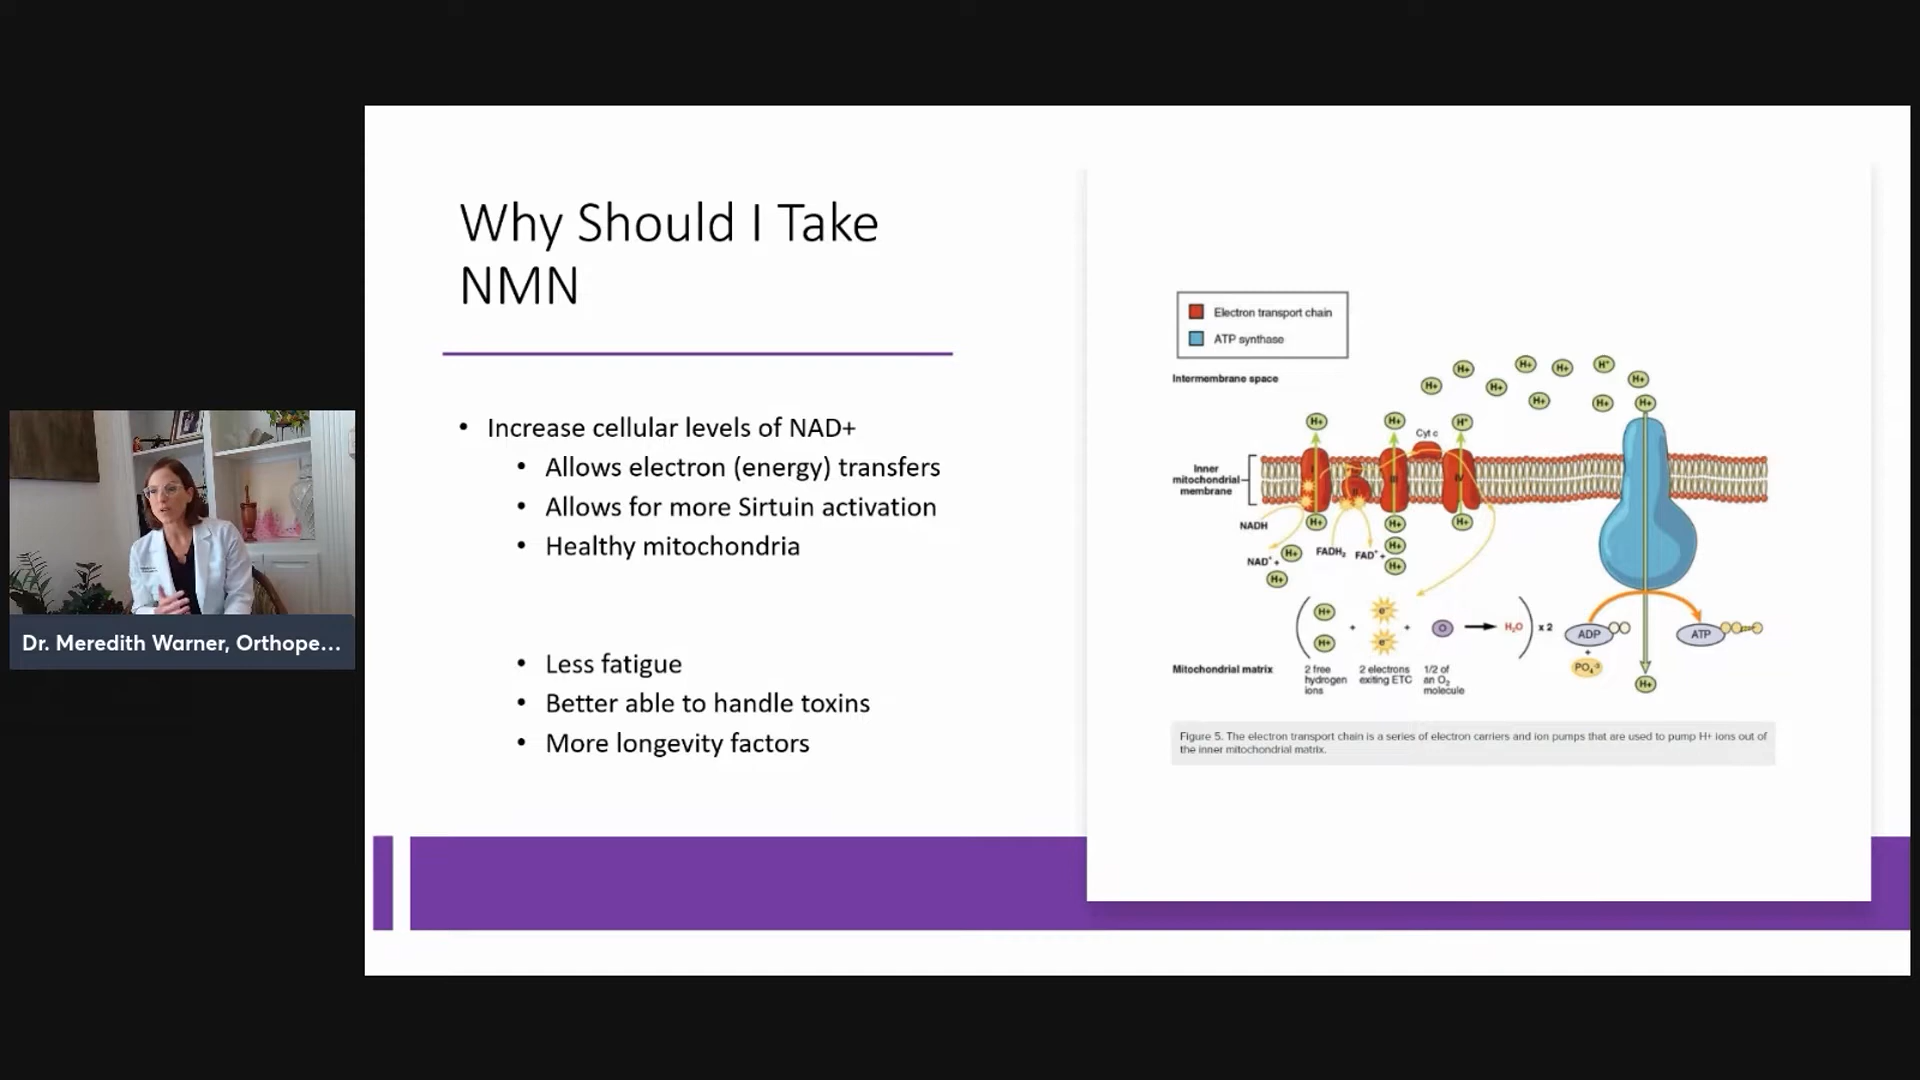 Why Should I Take
NMN
• Increase cellular levels of NAD+
• Allows electron (energy) transfers
• Allows for more Sirtuin activation
• Healthy mitochondria
• Less fatigue
• Better able to handle toxins
• More longevity factors
Dr. Meredith Warner, Orthope...
Electron transport chain
ATP synthase
Intermembrane space
H+ H+ H+ H+ H+ H+ H+ H+ H+ H+
H+ H+ H+
Cyt c
Inner
mitochondrial
membrane
I II III IV
NADH
H+ H+ H+
NAD+ + H+ H+
FADH2 FAD+ + H+ H+
H+ H+ + e- e- + O → H2O x 2
ADP + PO4-3
ATP
H+
Mitochondrial matrix
2 free
hydrogen
ions
2 electrons
exiting ETC
1/2 of
an O2
molecule
Figure 5. The electron transport chain is a series of electron carriers and ion pumps that are used to pump H+ ions out of
the inner mitochondrial matrix.